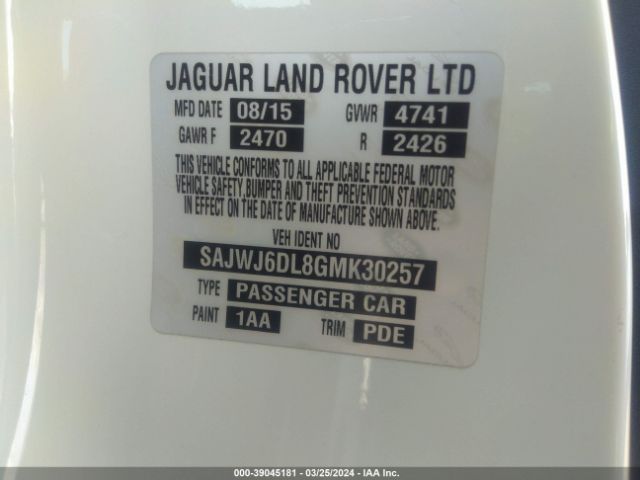 JAGUAR LAND ROVER LTD
MFD DATE 08/15 GVWR 4741
GAWR F 2470 R 2426
THIS VEHICLE CONFORMS TO ALL APPLICABLE FEDERAL MOTOR
VEHICLE SAFETY,BUMPER AND THEFT PREVENTION STANDARDS
IN EFFECT ON THE DATE OF MANUFACTURE SHOWN ABOVE.
VEH IDENT NO
SAJWJ6DL8GMK30257
TYPE PASSENGER CAR
PAINT 1AA TRIM PDE
000-39045181 - 03/25/2024 - IAA Inc.